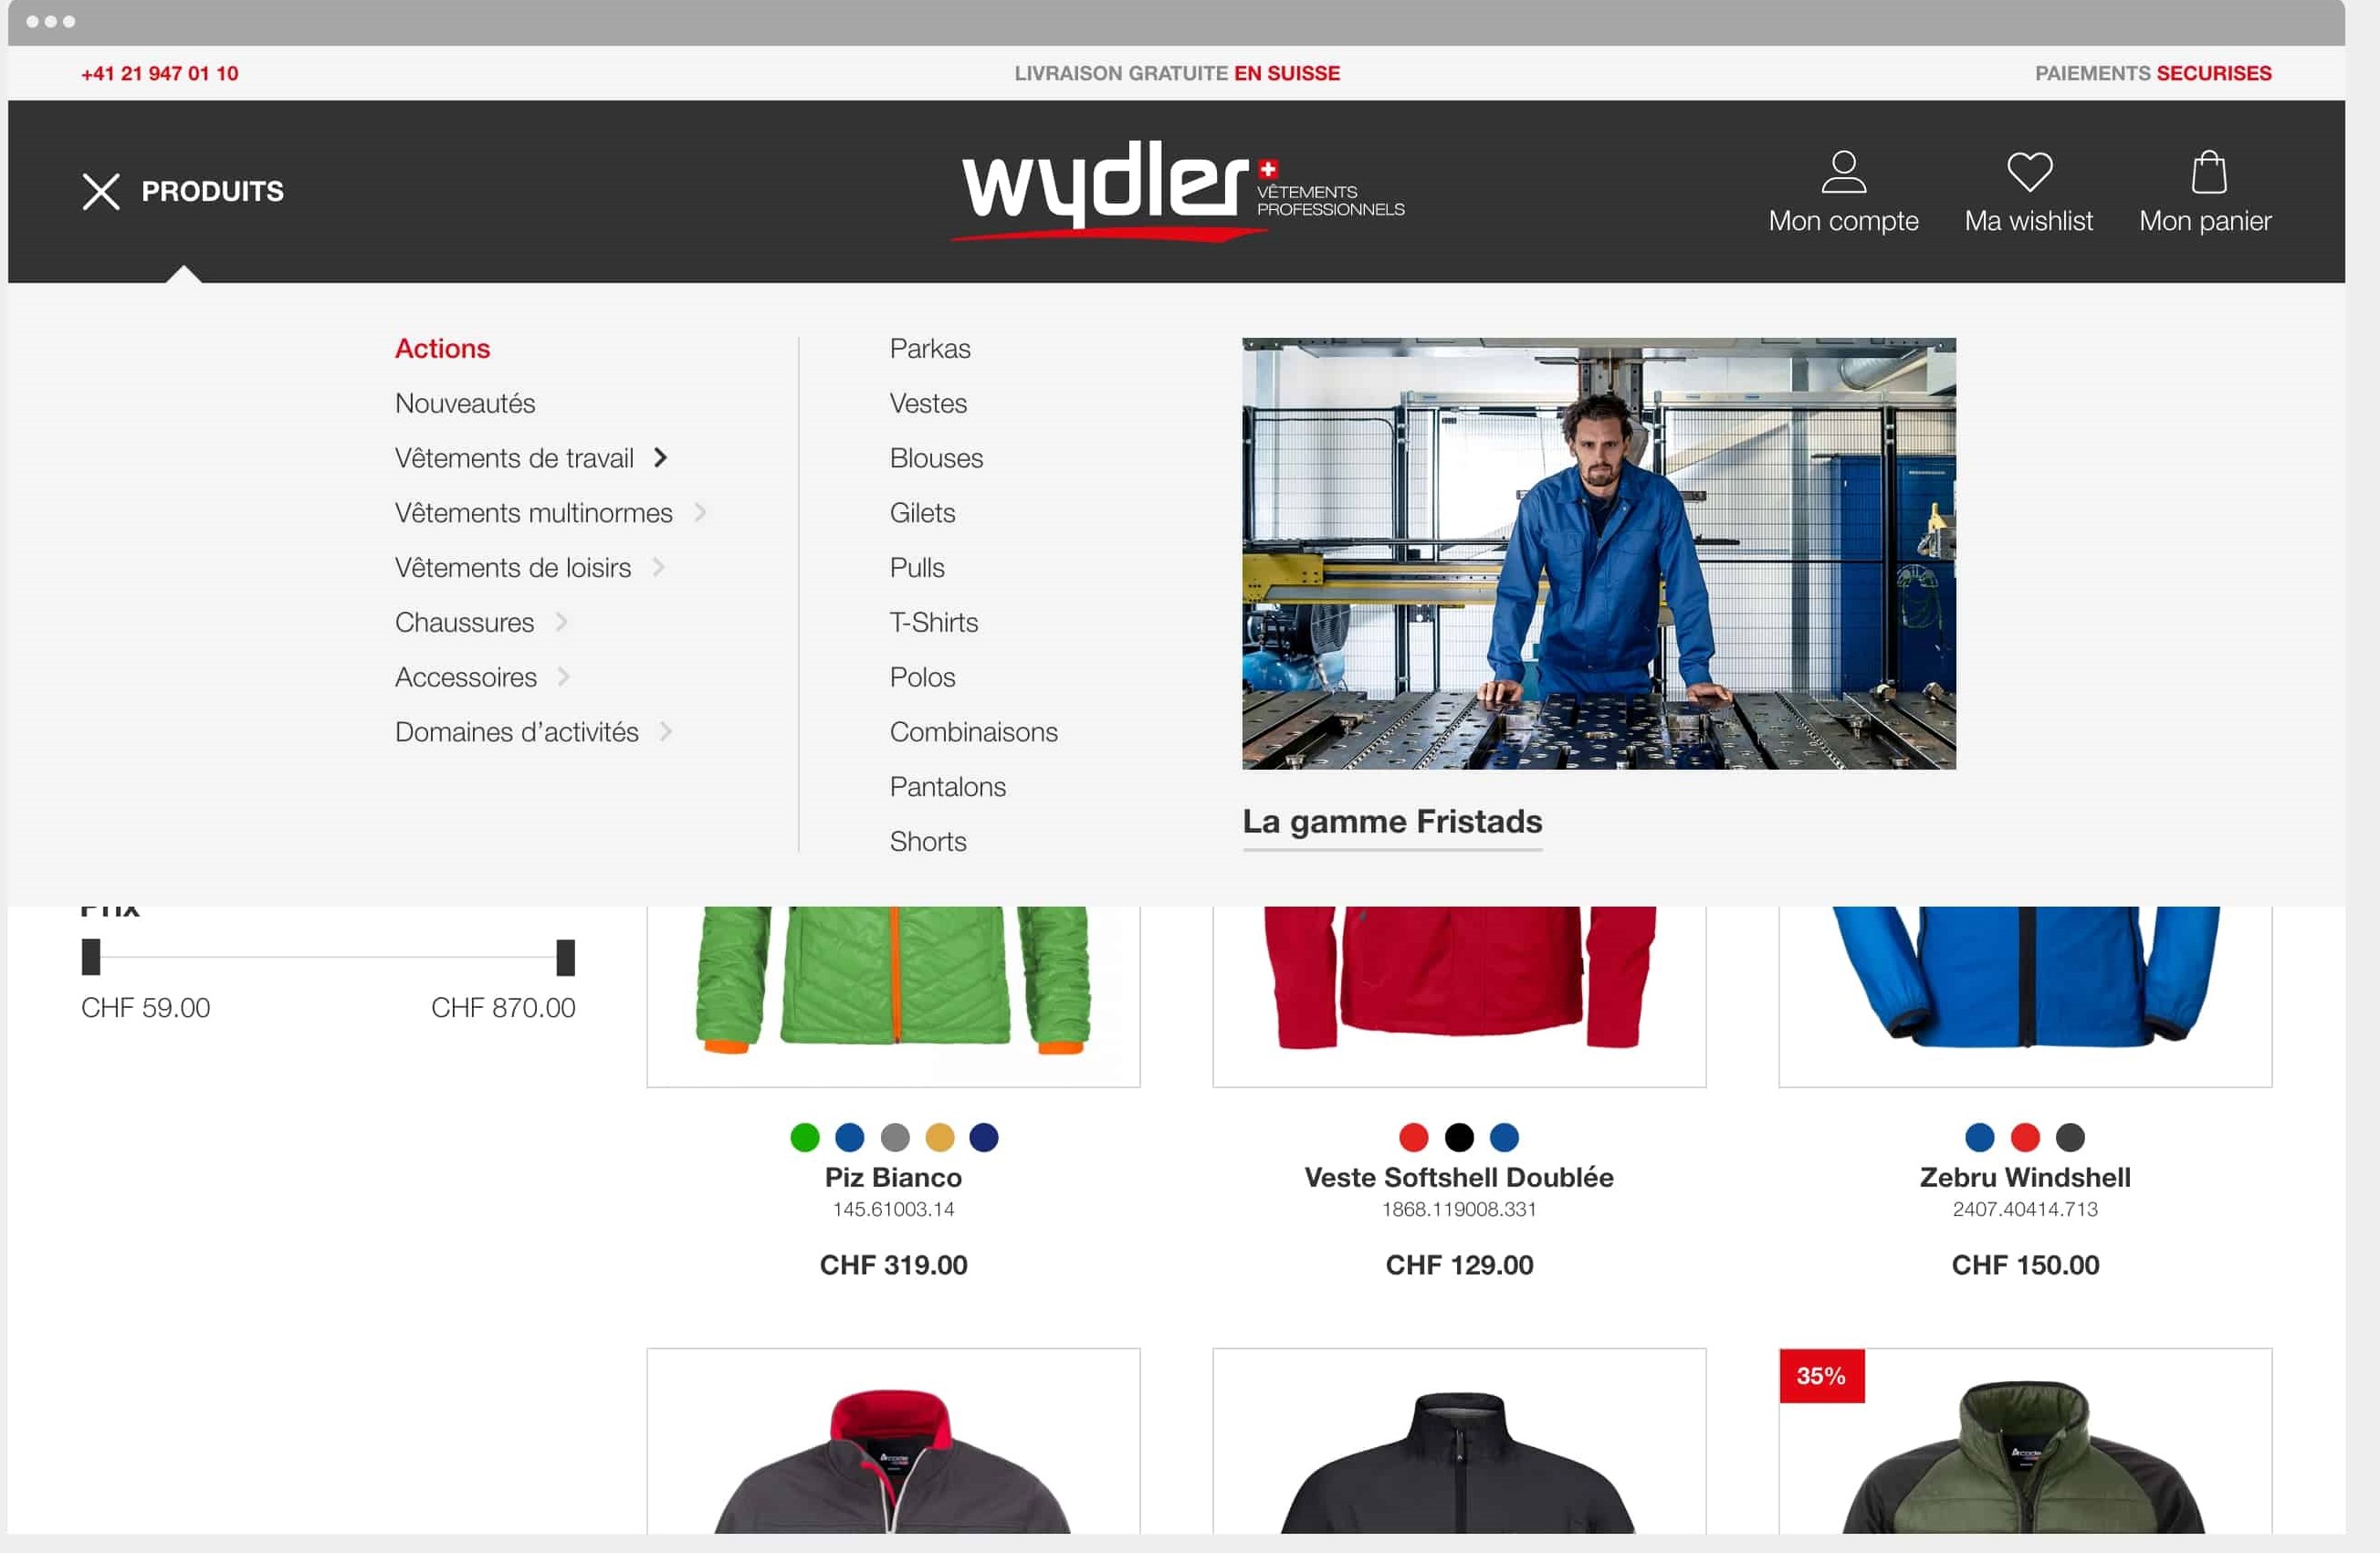 +41 21 947 01 10
LIVRAISON GRATUITE EN SUISSE
PAIEMENTS SECURISES
PRODUITS
wydler
VÊTEMENTS
PROFESSIONNELS
Mon compte
Ma wishlist
Mon panier
Actions
Nouveautés
Vêtements de travail
Vêtements multinormes
Vêtements de loisirs
Chaussures
Accessoires
Domaines d’activités
Parkas
Vestes
Blouses
Gilets
Pulls
T-Shirts
Polos
Combinaisons
Pantalons
Shorts
La gamme Fristads
Prix
CHF 59.00
CHF 870.00
Piz Bianco
145.61003.14
CHF 319.00
Veste Softshell Doublée
1868.119008.331
CHF 129.00
Zebru Windshell
2407.40414.713
CHF 150.00
35%